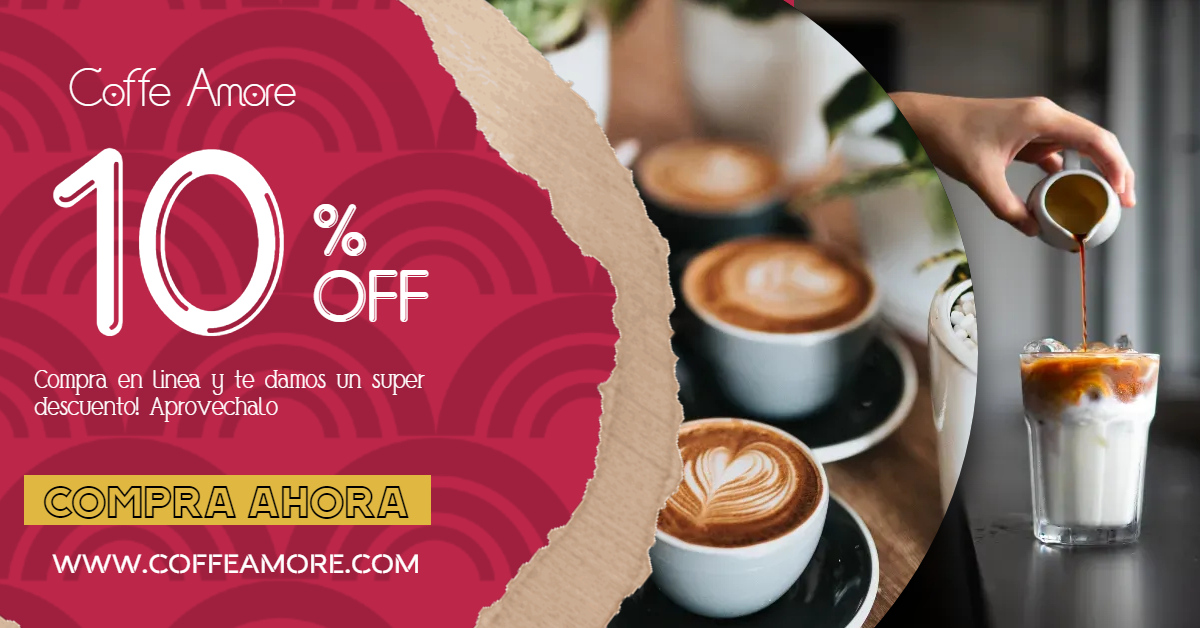 Coffe Amore
10
%
OFF
Compra en linea y te damos un super
descuento! Aprovechalo
COMPRA AHORA
WWW.COFFEAMORE.COM